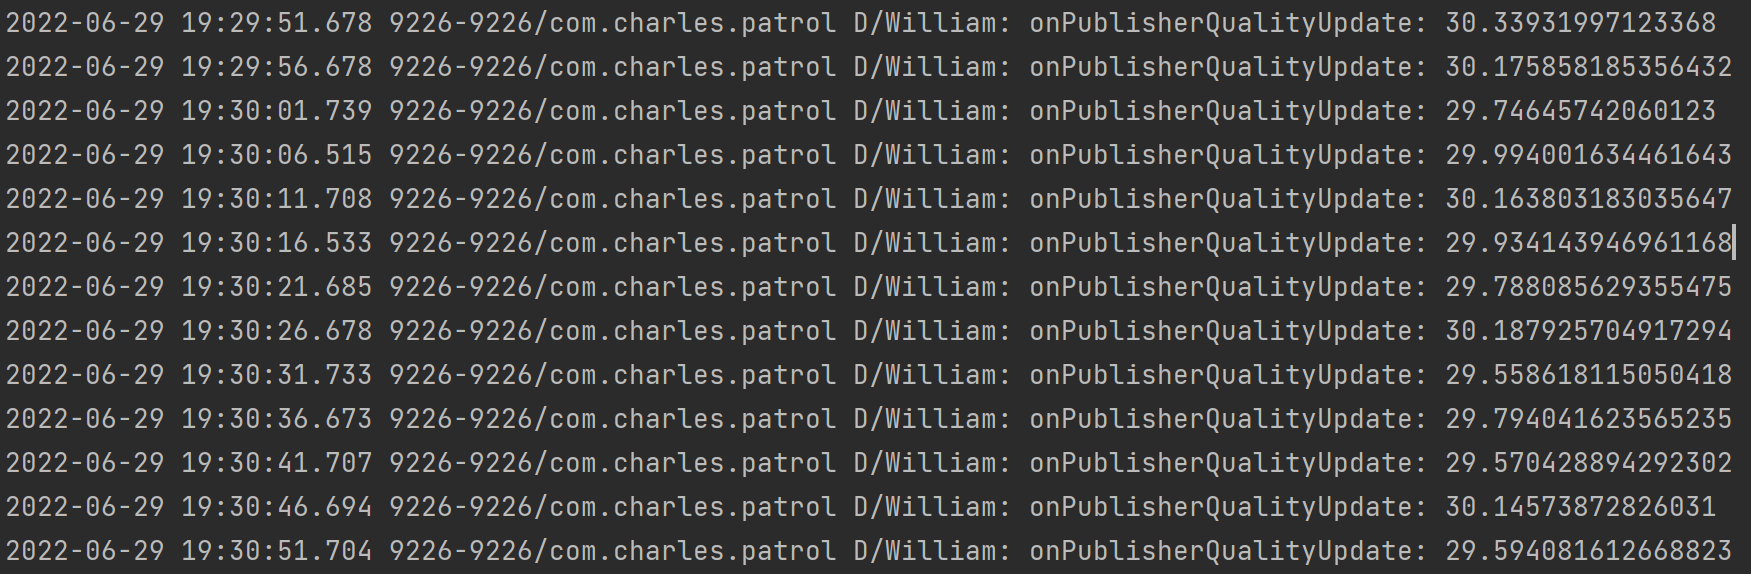 2022-06-29 19:29:51.678 9226-9226/com.charles.patrol D/William: onPublisherQualityUpdate: 30.33931997123368
2022-06-29 19:29:56.678 9226-9226/com.charles.patrol D/William: onPublisherQualityUpdate: 30.175858185356432
2022-06-29 19:30:01.739 9226-9226/com.charles.patrol D/William: onPublisherQualityUpdate: 29.74645742060123
2022-06-29 19:30:06.515 9226-9226/com.charles.patrol D/William: onPublisherQualityUpdate: 29.994001634461643
2022-06-29 19:30:11.708 9226-9226/com.charles.patrol D/William: onPublisherQualityUpdate: 30.163803183035647
2022-06-29 19:30:16.533 9226-9226/com.charles.patrol D/William: onPublisherQualityUpdate: 29.934143946961168
2022-06-29 19:30:21.685 9226-9226/com.charles.patrol D/William: onPublisherQualityUpdate: 29.788085629355475
2022-06-29 19:30:26.678 9226-9226/com.charles.patrol D/William: onPublisherQualityUpdate: 30.187925704917294
2022-06-29 19:30:31.733 9226-9226/com.charles.patrol D/William: onPublisherQualityUpdate: 29.558618115050418
2022-06-29 19:30:36.673 9226-9226/com.charles.patrol D/William: onPublisherQualityUpdate: 29.794041623565235
2022-06-29 19:30:41.707 9226-9226/com.charles.patrol D/William: onPublisherQualityUpdate: 29.570428894292302
2022-06-29 19:30:46.694 9226-9226/com.charles.patrol D/William: onPublisherQualityUpdate: 30.14573872826031
2022-06-29 19:30:51.704 9226-9226/com.charles.patrol D/William: onPublisherQualityUpdate: 29.594081612668823